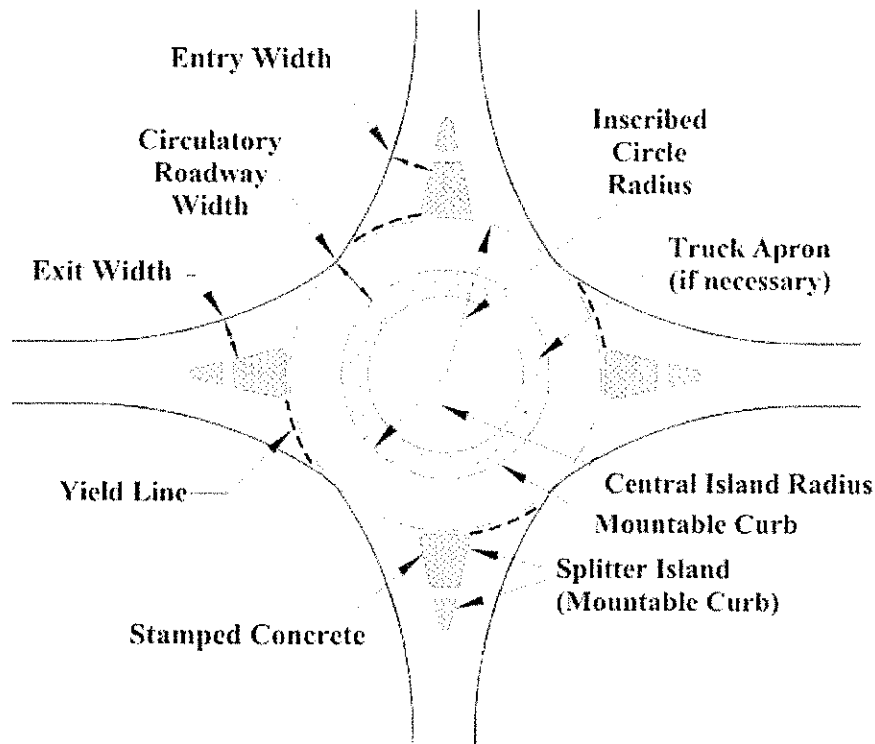 Entry Width
Circulatory
Roadway
Width
Inscribed
Circle
Radius
Exit Width
Truck Apron
(if necessary)
Yield Line
Central Island Radius
Mountable Curb
Splitter Island
(Mountable Curb)
Stamped Concrete